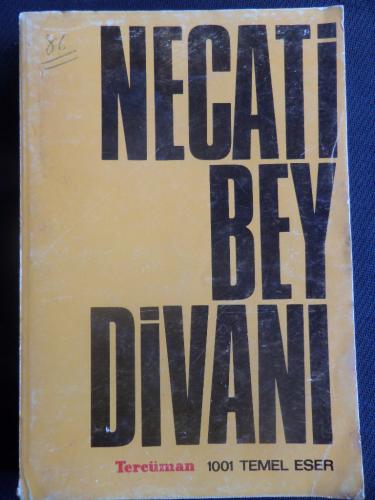 86
NECATİ
BEY
DİVANI
Tercüman 1001 TEMEL ESER